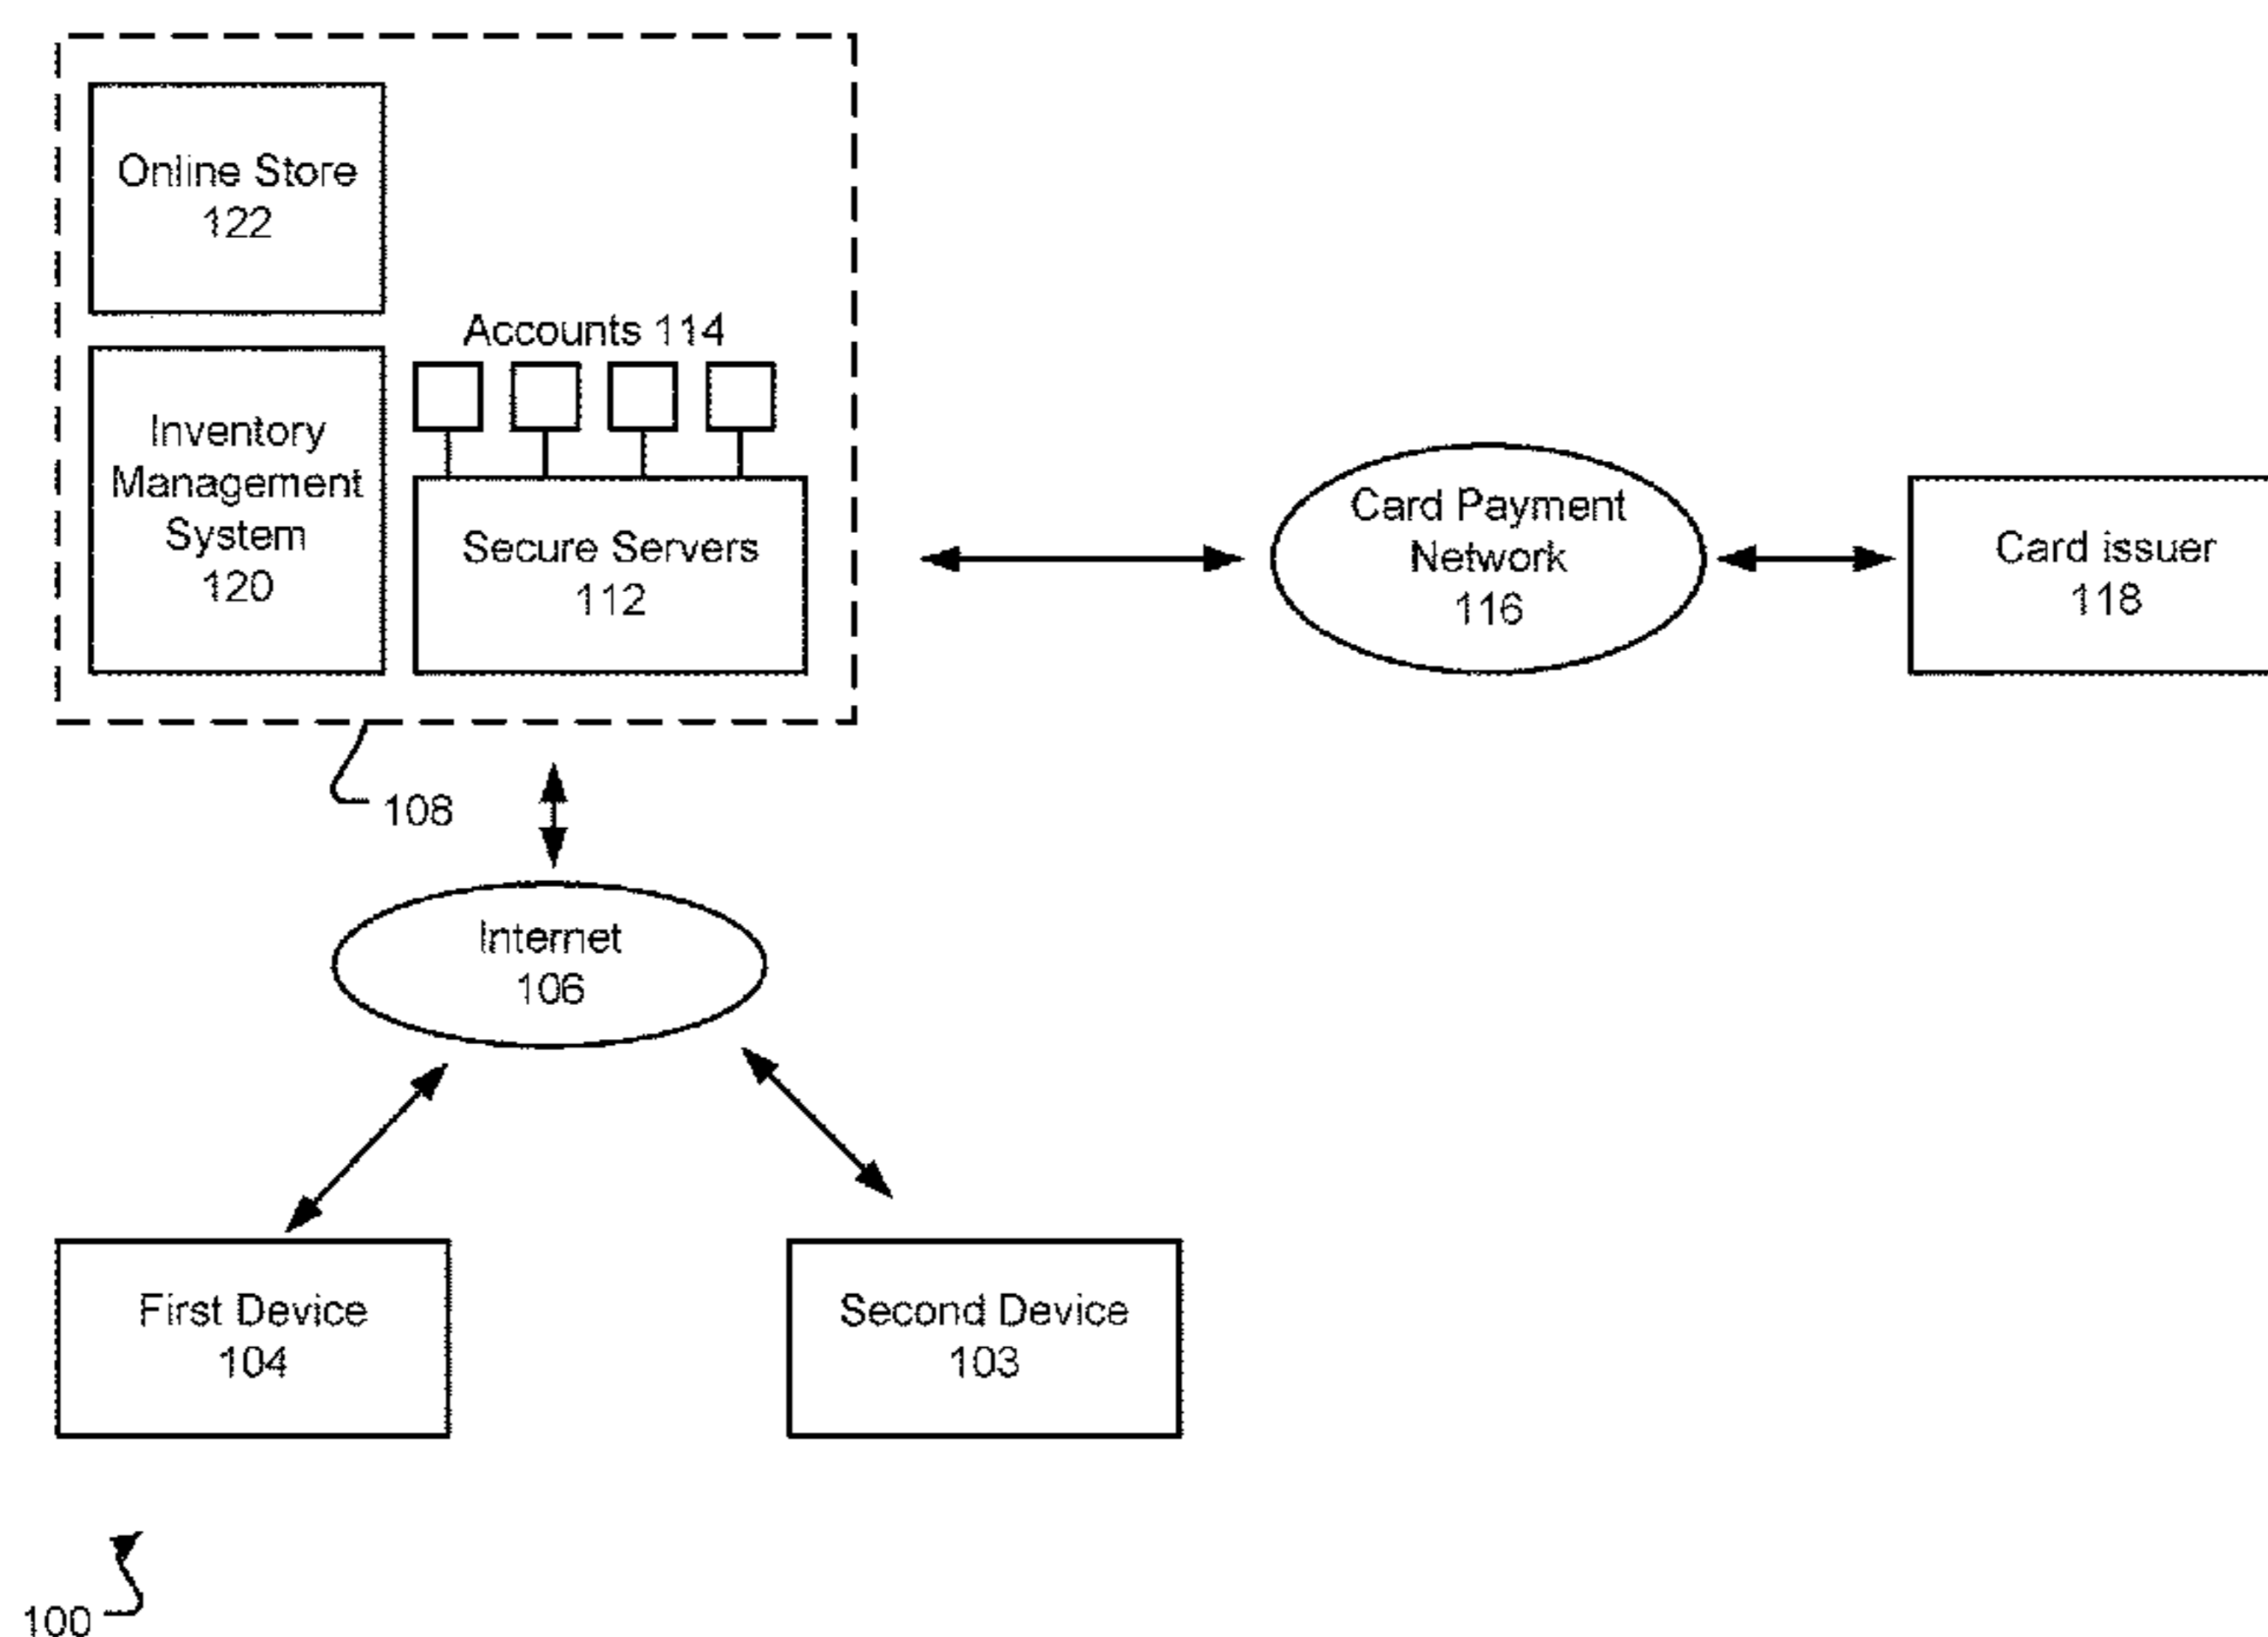 Online Store
122
Accounts 114
Inventory
Management
System
120
Secure Servers
112
Card Payment
Network
116
Card issuer
118
108
Internet
106
First Device
104
Second Device
103
100